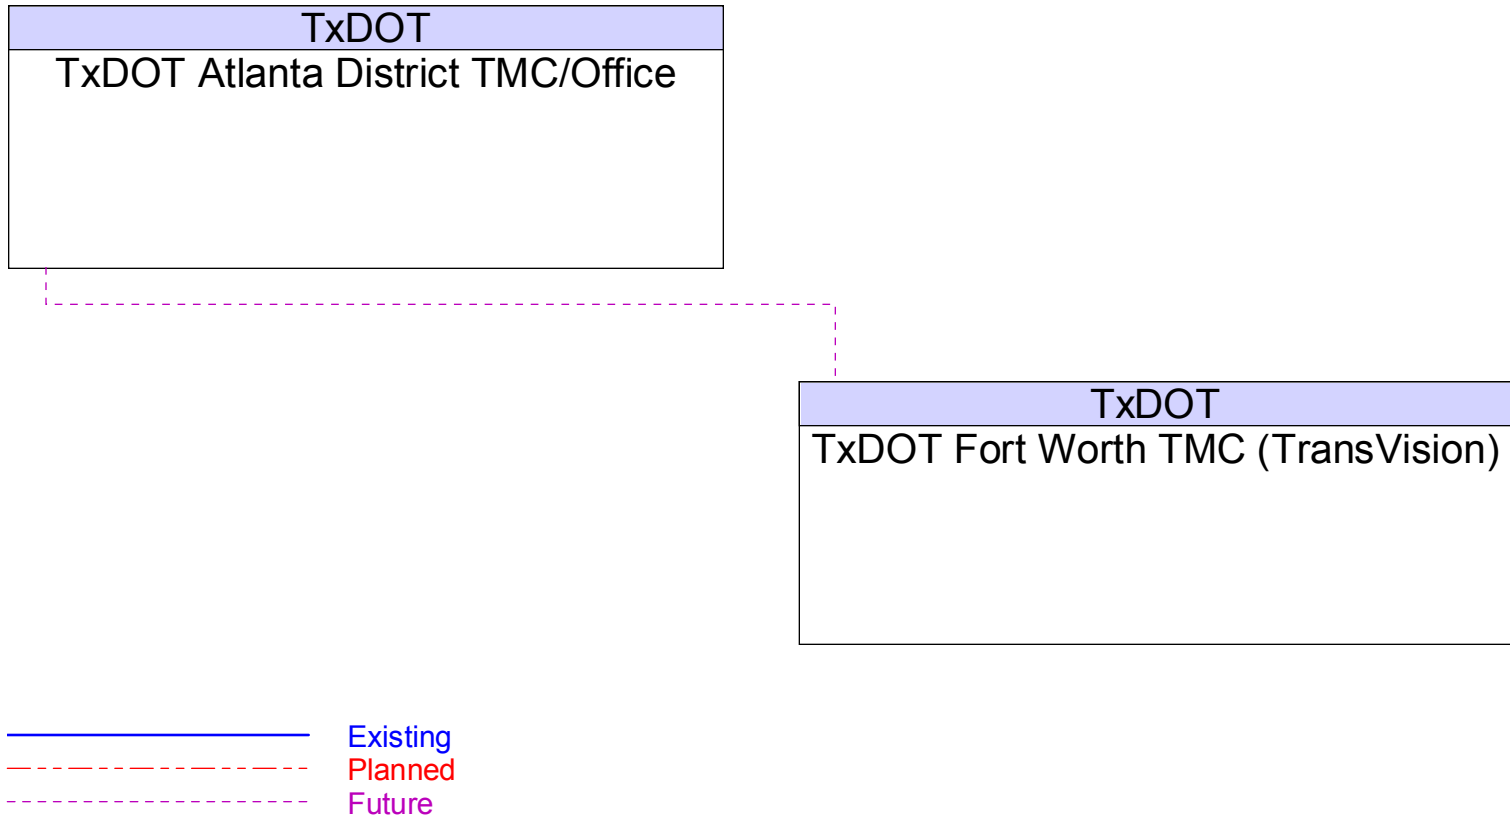 TxDOT
TxDOT Atlanta District TMC/Office
TxDOT
TxDOT Fort Worth TMC (TransVision)
Existing
Planned
Future